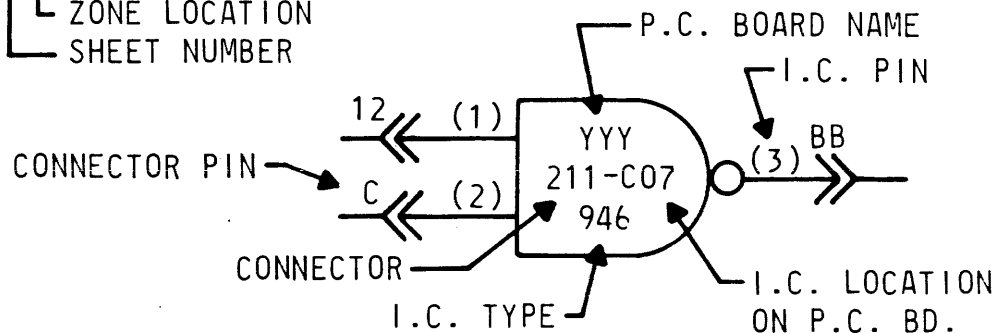 ZONE LOCATION
SHEET NUMBER
P.C. BOARD NAME
I.C. PIN
12
(1)
YYY
(3)
BB
CONNECTOR PIN
211-C07
C
(2)
946
CONNECTOR
I.C. TYPE
I.C. LOCATION
ON P.C. BD.